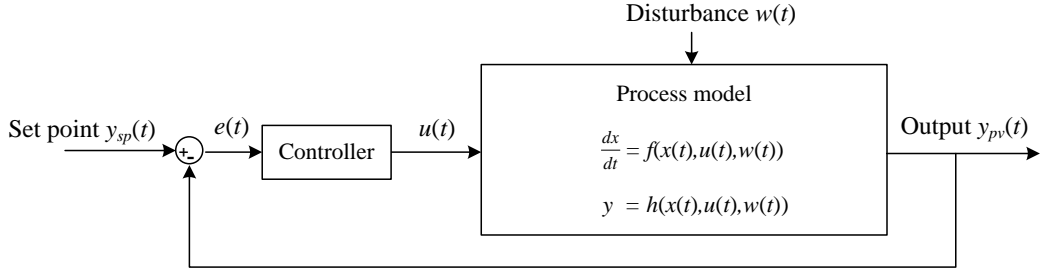 Disturbance w(t)
Process model
Set point y_sp(t)
e(t)
u(t)
Output y_pv(t)
+
-
Controller
dx/dt = f(x(t),u(t),w(t))
y = h(x(t),u(t),w(t))